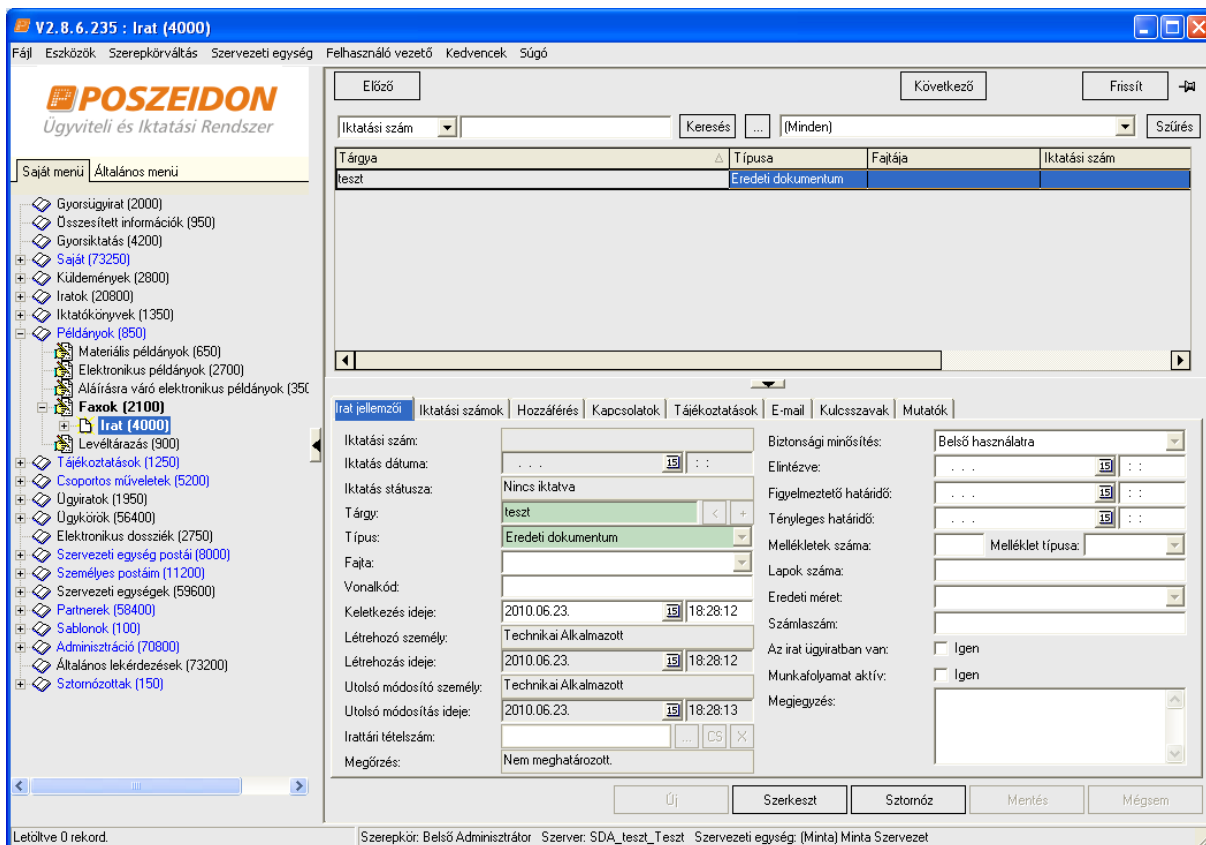 V2.8.6.235 : Irat (4000)
Fájl Eszközök Szerepkörváltás Szervezeti egység Felhasználó vezető Kedvencek Súgó
POSZEIDON
Ügyviteli és Iktatási Rendszer
Saját menü Általános menü
Gyorsügyirat (2000)
Összesített információk (950)
Gyorsiktatás (4200)
Saját (73250)
Küldemények (2800)
Iratok (20800)
Iktatókönyvek (1350)
Példányok (850)
Materiális példányok (650)
Elektronikus példányok (2700)
Aláírásra váró elektronikus példányok (350
Faxok (2100)
Irat (4000)
Levéltárazás (900)
Tájékoztatások (1250)
Csoportos műveletek (5200)
Ügyiratok (1950)
Ügykörök (56400)
Elektronikus dossziék (2750)
Szervezeti egység postái (8000)
Személyes postáim (11200)
Szervezeti egységek (59600)
Partnerek (58400)
Sablonok (100)
Adminisztráció (70800)
Általános lekérdezések (73200)
Sztornózottak (150)
Előző Következő Frissít
Iktatási szám Keresés ... (Minden) Szűrés
Tárgya Típusa Fajtája Iktatási szám
teszt Eredeti dokumentum
Irat jellemzői Iktatási számok Hozzáférés Kapcsolatok Tájékoztatások E-mail Kulcsszavak Mutatók
Iktatási szám:
Iktatás dátuma: . . . 15 : :
Iktatás státusza: Nincs iktatva
Tárgy: teszt < +
Típus: Eredeti dokumentum
Fajta:
Vonalkód:
Keletkezés ideje: 2010.06.23. 15 18:28:12
Létrehozó személy: Technikai Alkalmazott
Létrehozás ideje: 2010.06.23. 15 18:28:12
Utolsó módosító személy: Technikai Alkalmazott
Utolsó módosítás ideje: 2010.06.23. 15 18:28:13
Irattári tételszám: ... CS X
Megőrzés: Nem meghatározott.
Biztonsági minősítés: Belső használatra
Elintézve: . . . 15 : :
Figyelmeztető határidő: . . . 15 : :
Tényleges határidő: . . . 15 : :
Mellékletek száma: Melléklet típusa:
Lapok száma:
Eredeti méret:
Számlaszám:
Az irat ügyiratban van: Igen
Munkafolyamat aktív: Igen
Megjegyzés:
Új Szerkeszt Sztornóz Mentés Mégsem
Letöltve 0 rekord. Szerepkör: Belső Adminisztrátor Szerver: SDA_teszt_Teszt Szervezeti egység: (Minta) Minta Szervezet